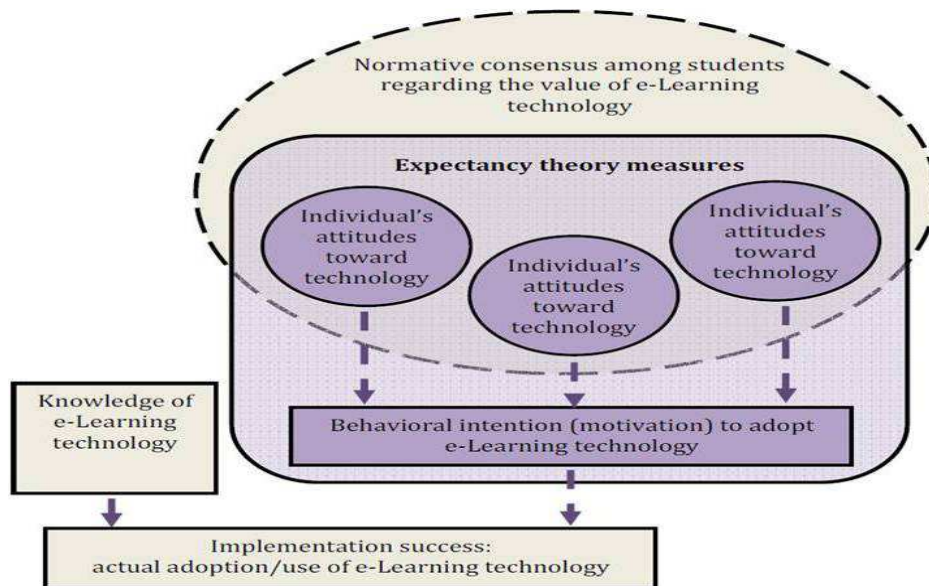 Normative consensus among students
regarding the value of e-Learning
technology
Expectancy theory measures
Individual's
attitudes
toward
technology
Individual's
attitudes
toward
technology
Individual's
attitudes
toward
technology
Knowledge of
e-Learning
technology
Behavioral intention (motivation) to adopt
e-Learning technology
Implementation success:
actual adoption/use of e-Learning technology